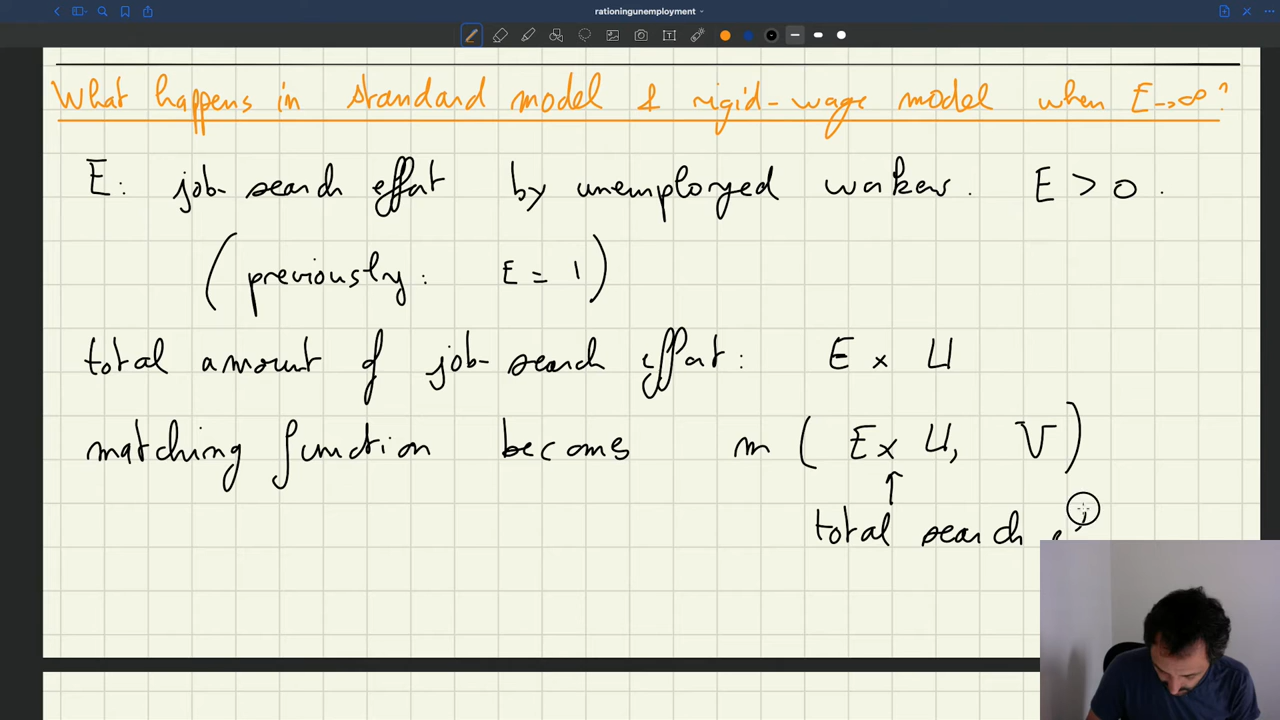 rationingunemployment
What happens in standard model & rigid-wage model when E→∞?
E: job-search effort by unemployed workers. E > 0.
(previously: E = 1)
total amount of job-search effort: E × U
matching function becomes m ( E × U, V )
↑
total search